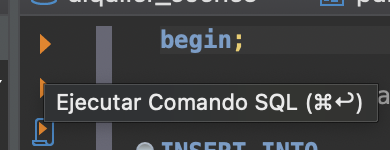 begin;
Ejecutar Comando SQL (⌘↩)
INSERT INTO